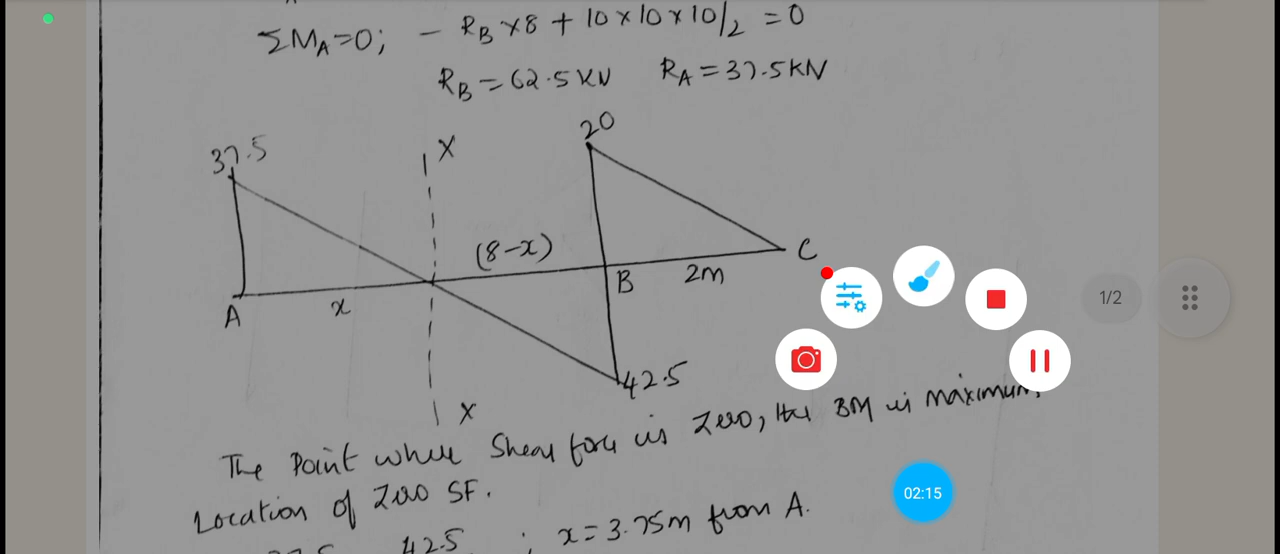 ΣMA=0; - RB×8 + 10×10×10/2 = 0
RB = 62.5 KN RA = 37.5KN
37.5
X
20
(8-x)
C
A
x
B
2m
42.5
X
1/2
The Point where Shear force is Zero, the BM is maximum.
Location of Zero SF.
42.5 ; x = 3.75m from A.
02:15